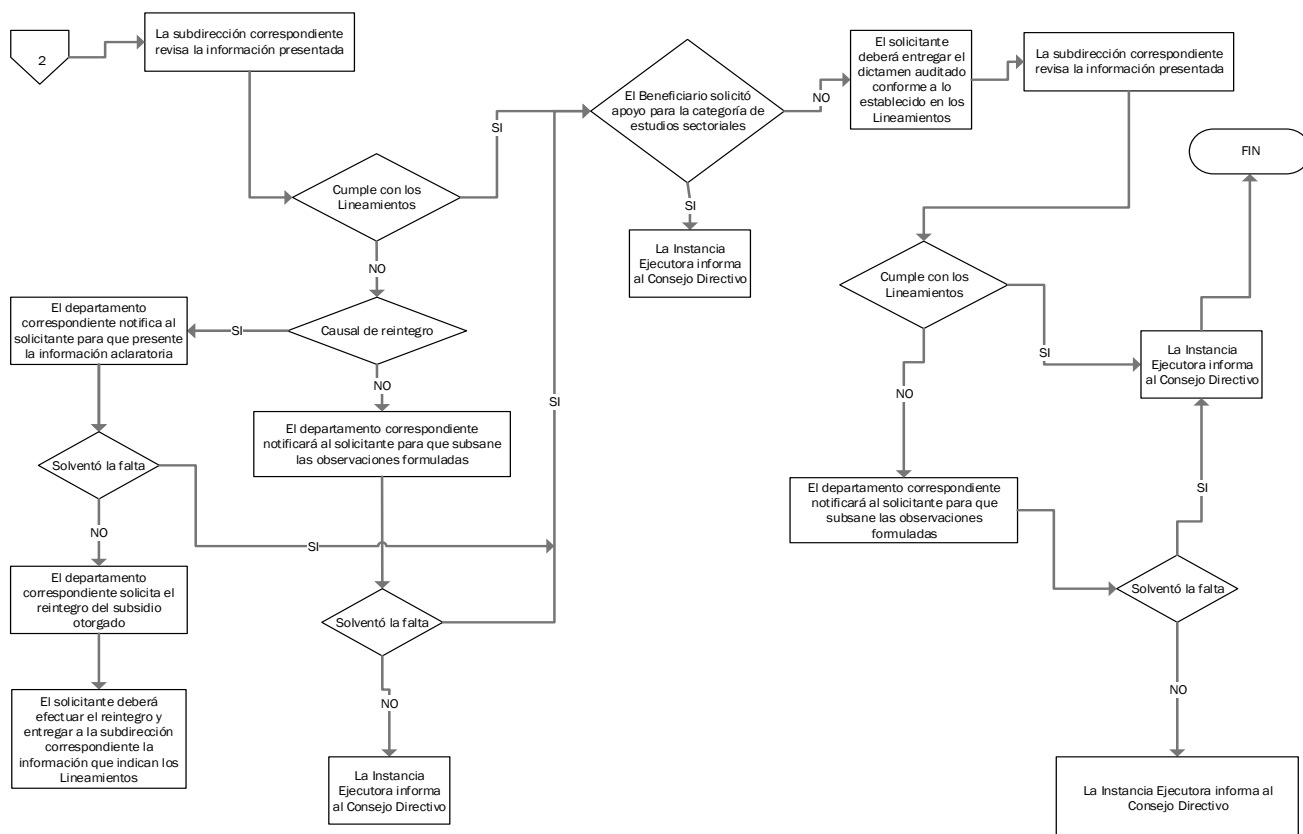 2
La subdirección correspondiente
revisa la información presentada
SI
Cumple con los
Lineamientos
NO
El departamento
correspondiente notifica al
solicitante para que presente
la información aclaratoria
SI
Causal de reintegro
NO
El departamento correspondiente
notificará al solicitante para que subsane
las observaciones formuladas
SI
Solventó la falta
NO
SI
El departamento
correspondiente solicita el
reintegro del subsidio
otorgado
Solventó la falta
NO
El solicitante deberá
efectuar el reintegro y
entregar a la subdirección
correspondiente la
información que indican los
Lineamientos
La Instancia
Ejecutora informa
al Consejo Directivo
El Beneficiario solicitó
apoyo para la categoría de
estudios sectoriales
NO
SI
La Instancia
Ejecutora informa
al Consejo Directivo
El solicitante
deberá entregar el
dictamen auditado
conforme a lo
establecido en los
Lineamientos
La subdirección correspondiente
revisa la información presentada
FIN
Cumple con los
Lineamientos
SI
La Instancia
Ejecutora informa
al Consejo Directivo
NO
El departamento correspondiente
notificará al solicitante para que
subsane las observaciones
formuladas
SI
Solventó la falta
NO
La Instancia Ejecutora informa al
Consejo Directivo